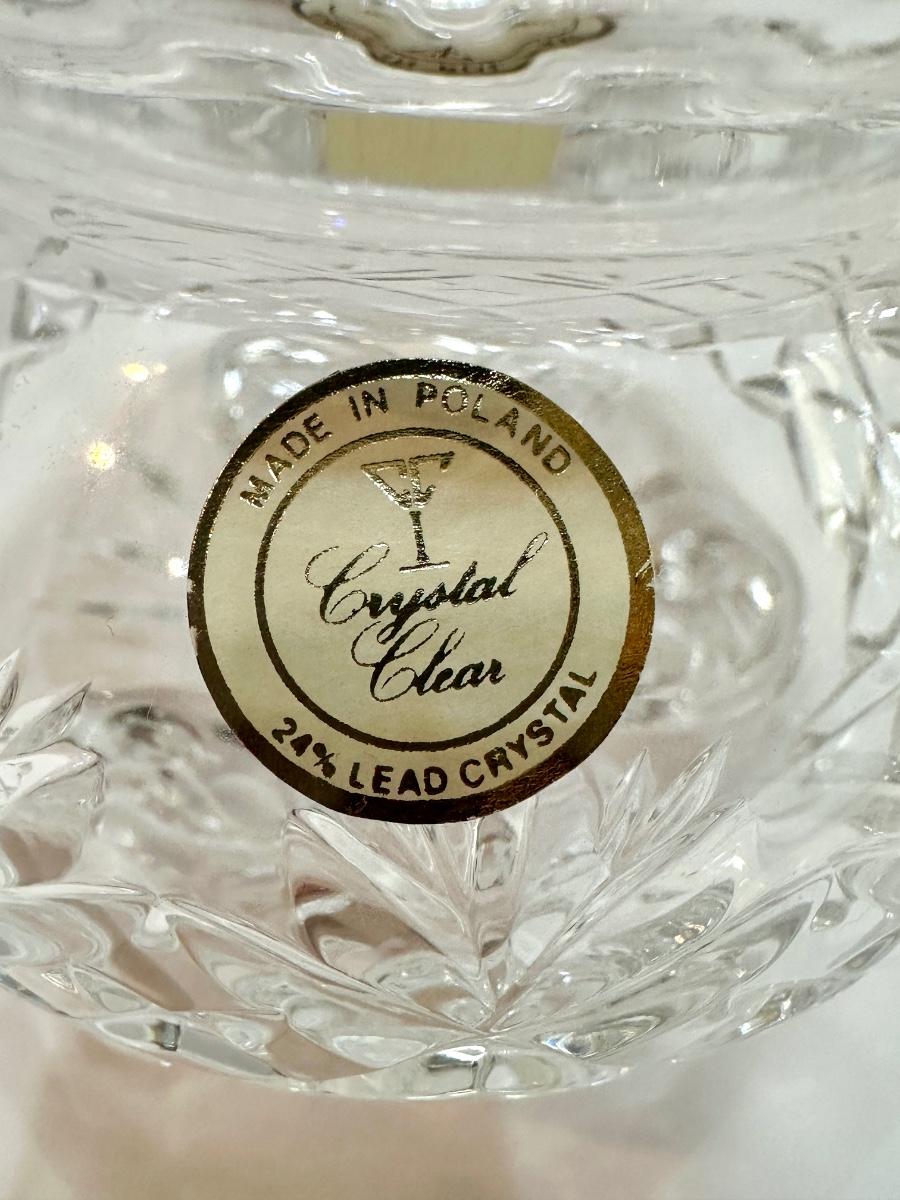 MADE IN POLAND
Crystal
Clear
24% LEAD CRYSTAL